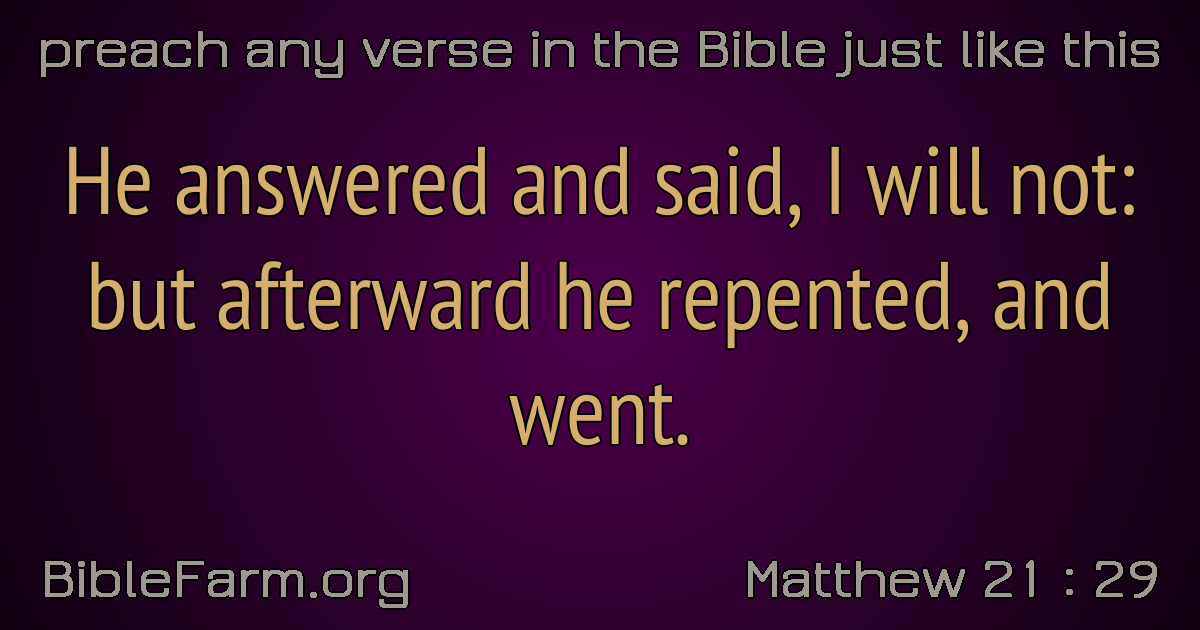 preach any verse in the Bible just like this
He answered and said, I will not:
but afterward he repented, and
went.
BibleFarm.org
Matthew 21 : 29